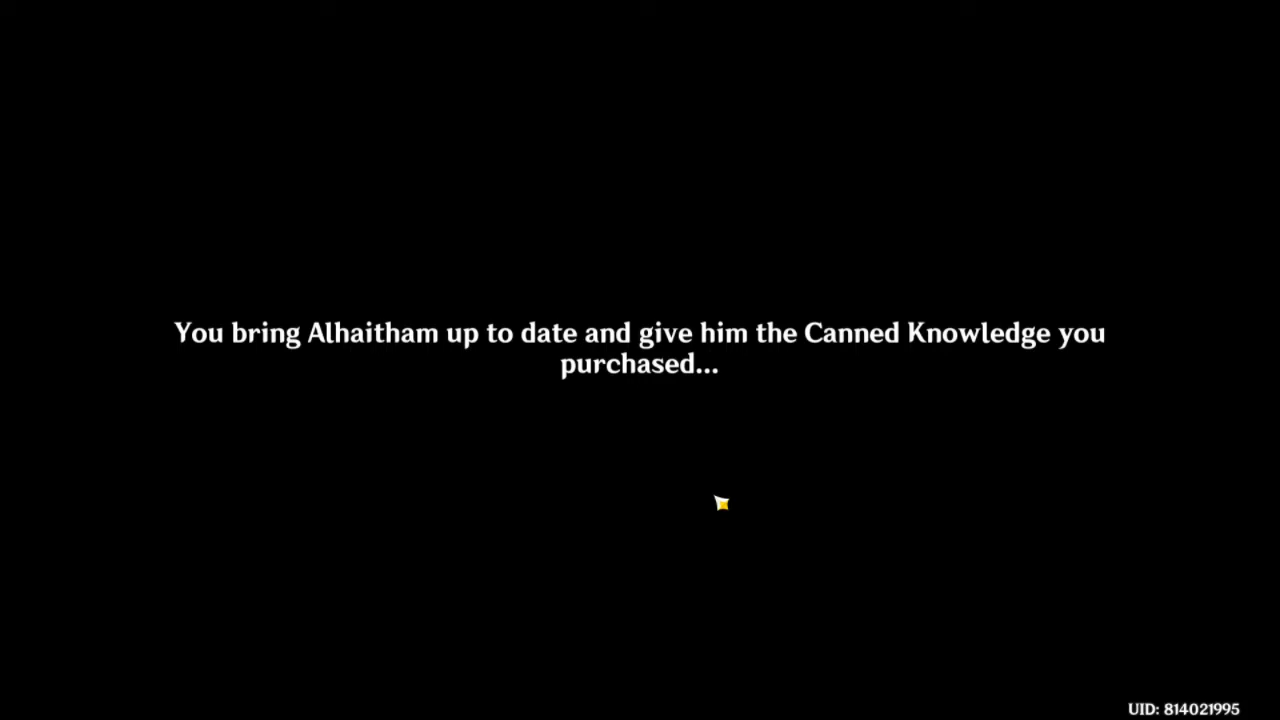 You bring Alhaitham up to date and give him the Canned Knowledge you
purchased...
UID: 814021995